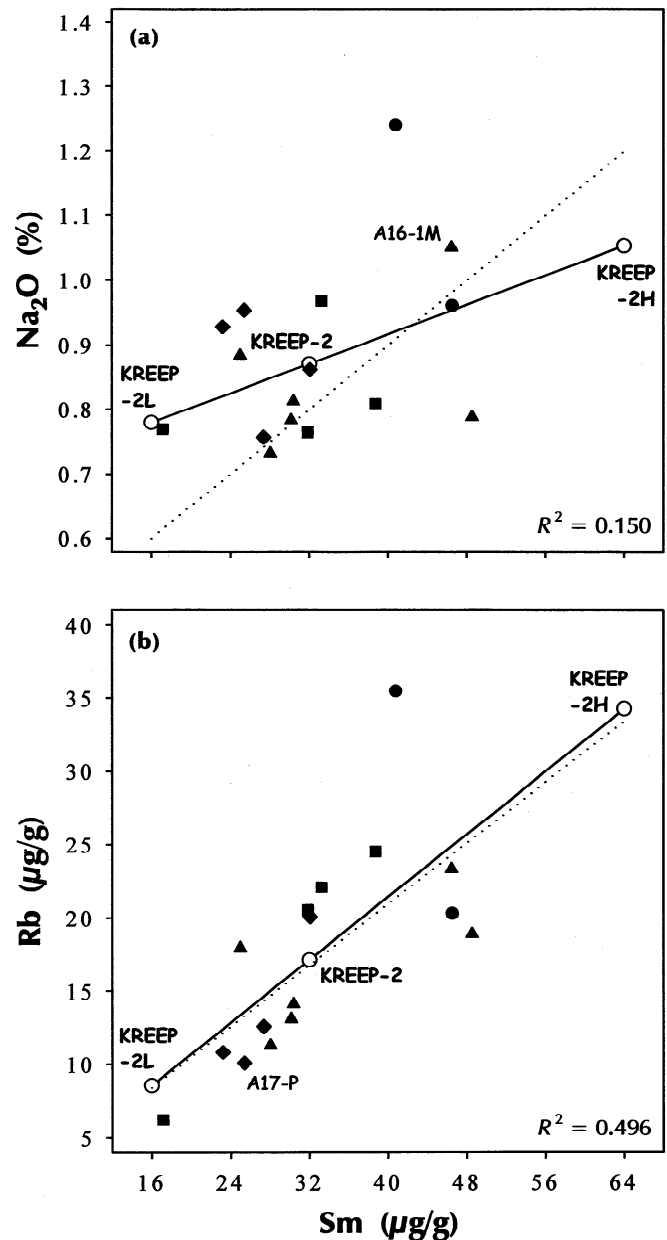 (a)
1.4
1.3
1.2
1.1
1.0
0.9
0.8
0.7
0.6
Na2O (%)
A16-1M
KREEP
-2H
KREEP-2
KREEP
-2L
R² = 0.150
(b)
40
35
30
25
20
15
10
5
Rb (µg/g)
KREEP
-2H
KREEP-2
KREEP
-2L
A17-P
R² = 0.496
16 24 32 40 48 56 64
Sm (µg/g)